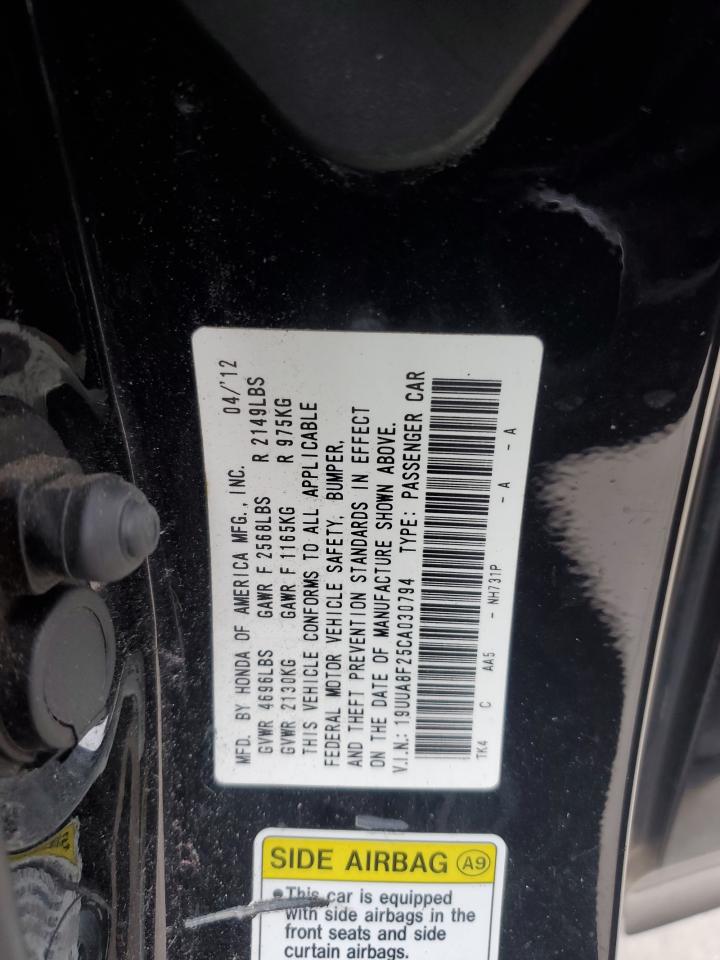 MFD. BY HONDA OF AMERICA MFG., INC. 04/'12
GVWR 4696LBS GAWR F 2568LBS R 2149LBS
GVWR 2130KG GAWR F 1165KG R 975KG
THIS VEHICLE CONFORMS TO ALL APPLICABLE
FEDERAL MOTOR VEHICLE SAFETY, BUMPER,
AND THEFT PREVENTION STANDARDS IN EFFECT
ON THE DATE OF MANUFACTURE SHOWN ABOVE.
V.I.N.: 19UUA8F25CA030794 TYPE: PASSENGER CAR
TK4 C AA5 - NH731P - A - A
SIDE AIRBAG A9
•This car is equipped
with side airbags in the
front seats and side
curtain airbags.